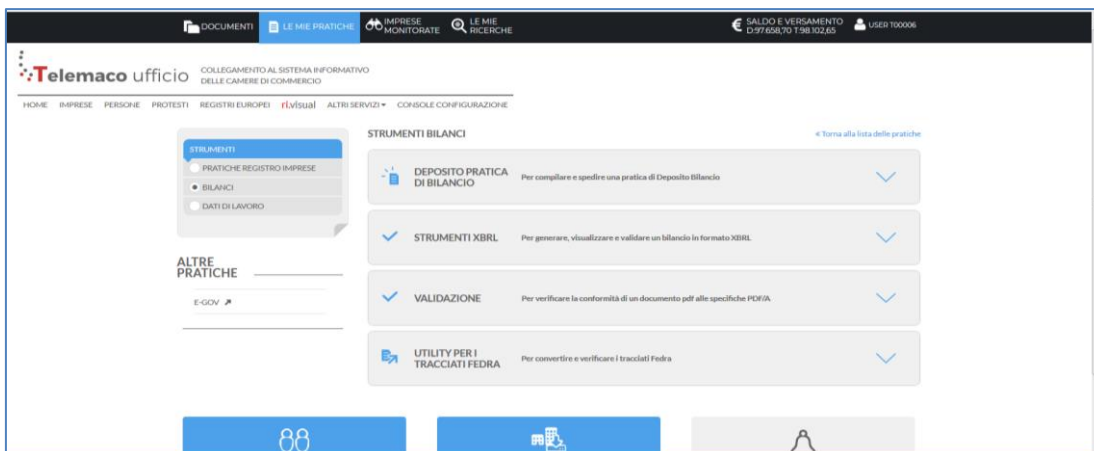 DOCUMENTI
LE MIE PRATICHE
IMPRESE
MONITORATE
LE MIE
RICERCHE
SALDO E VERSAMENTO
D:97.658,70 T:98.102,65
USER T00006
Telemaco ufficio
COLLEGAMENTO AL SISTEMA INFORMATIVO
DELLE CAMERE DI COMMERCIO
HOME IMPRESE PERSONE PROTESTI REGISTRI EUROPEI ri.visual ALTRI SERVIZI CONSOLE CONFIGURAZIONE
STRUMENTI
PRATICHE REGISTRO IMPRESE
BILANCI
DATI DI LAVORO
ALTRE
PRATICHE
E-GOV
STRUMENTI BILANCI
« Torna alla lista delle pratiche
DEPOSITO PRATICA
DI BILANCIO
Per compilare e spedire una pratica di Deposito Bilancio
STRUMENTI XBRL
Per generare, visualizzare e validare un bilancio in formato XBRL
VALIDAZIONE
Per verificare la conformità di un documento pdf alle specifiche PDF/A
UTILITY PER I
TRACCIATI FEDRA
Per convertire e verificare i tracciati Fedra